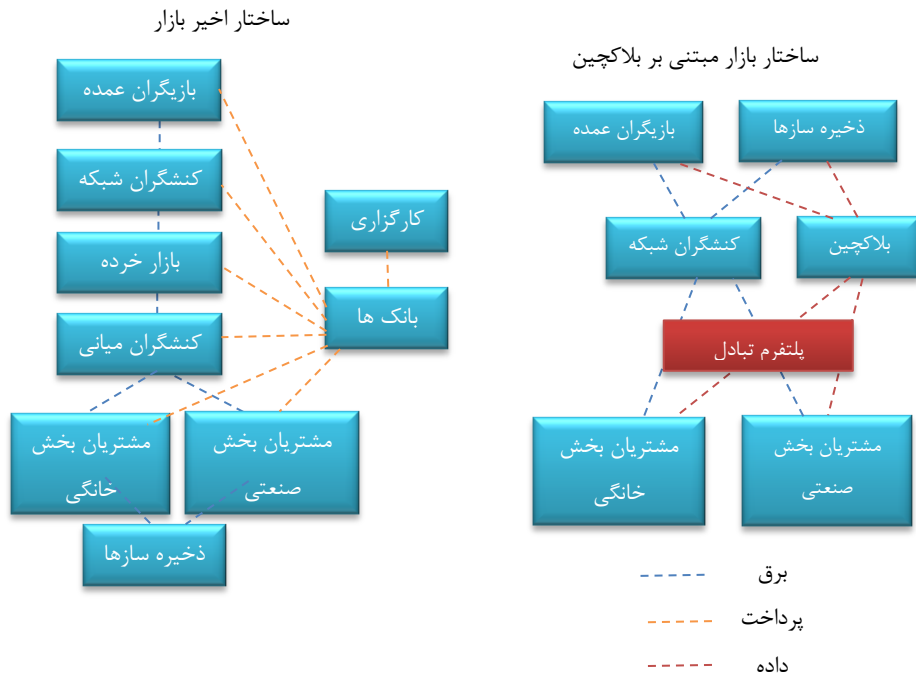 ساختار اخیر بازار
بازیگران عمده
کنشگران شبکه
بازار خرده
کنشگران میانی
کارگزاری
بانک ها
مشتریان بخش
خانگی
مشتریان بخش
صنعتی
ذخیره سازها
ساختار بازار مبتنی بر بلاکچین
بازیگران عمده
ذخیره سازها
کنشگران شبکه
بلاکچین
پلتفرم تبادل
مشتریان بخش
خانگی
مشتریان بخش
صنعتی
برق
پرداخت
داده